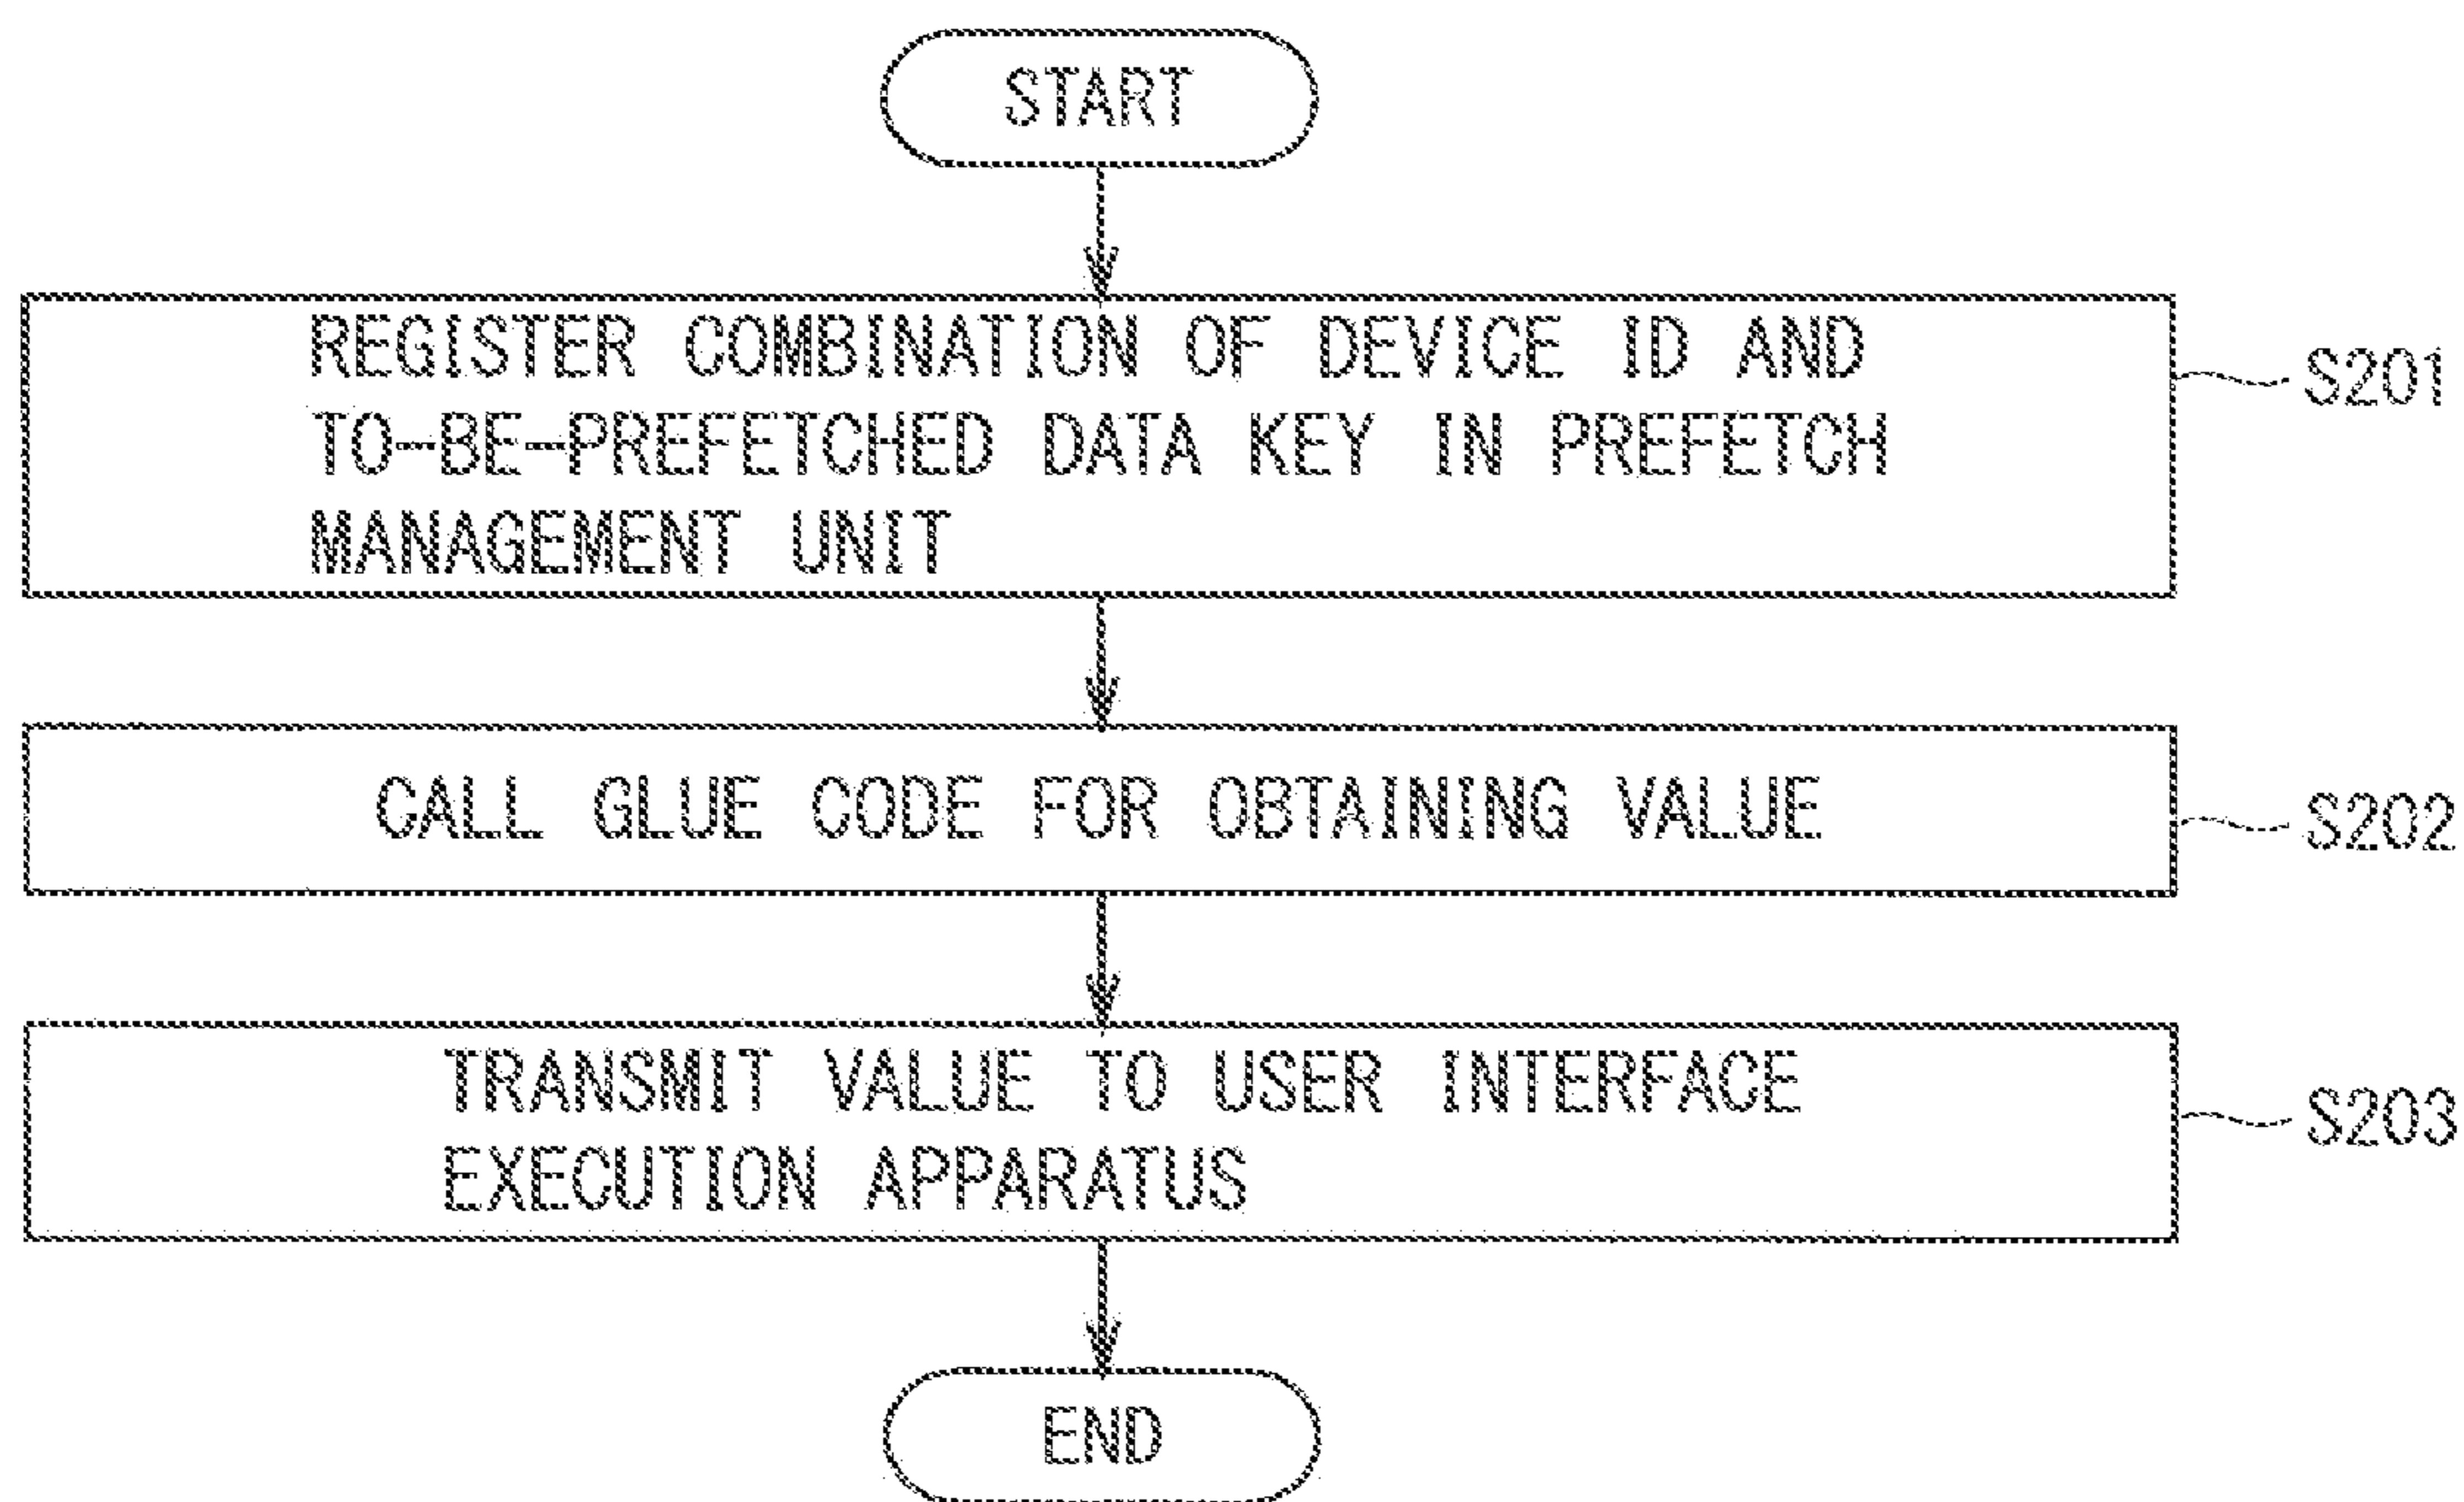 START
REGISTER COMBINATION OF DEVICE ID AND
TO-BE-PREFETCHED DATA KEY IN PREFETCH
MANAGEMENT UNIT
S201
CALL GLUE CODE FOR OBTAINING VALUE
S202
TRANSMIT VALUE TO USER INTERFACE
EXECUTION APPARATUS
S203
END